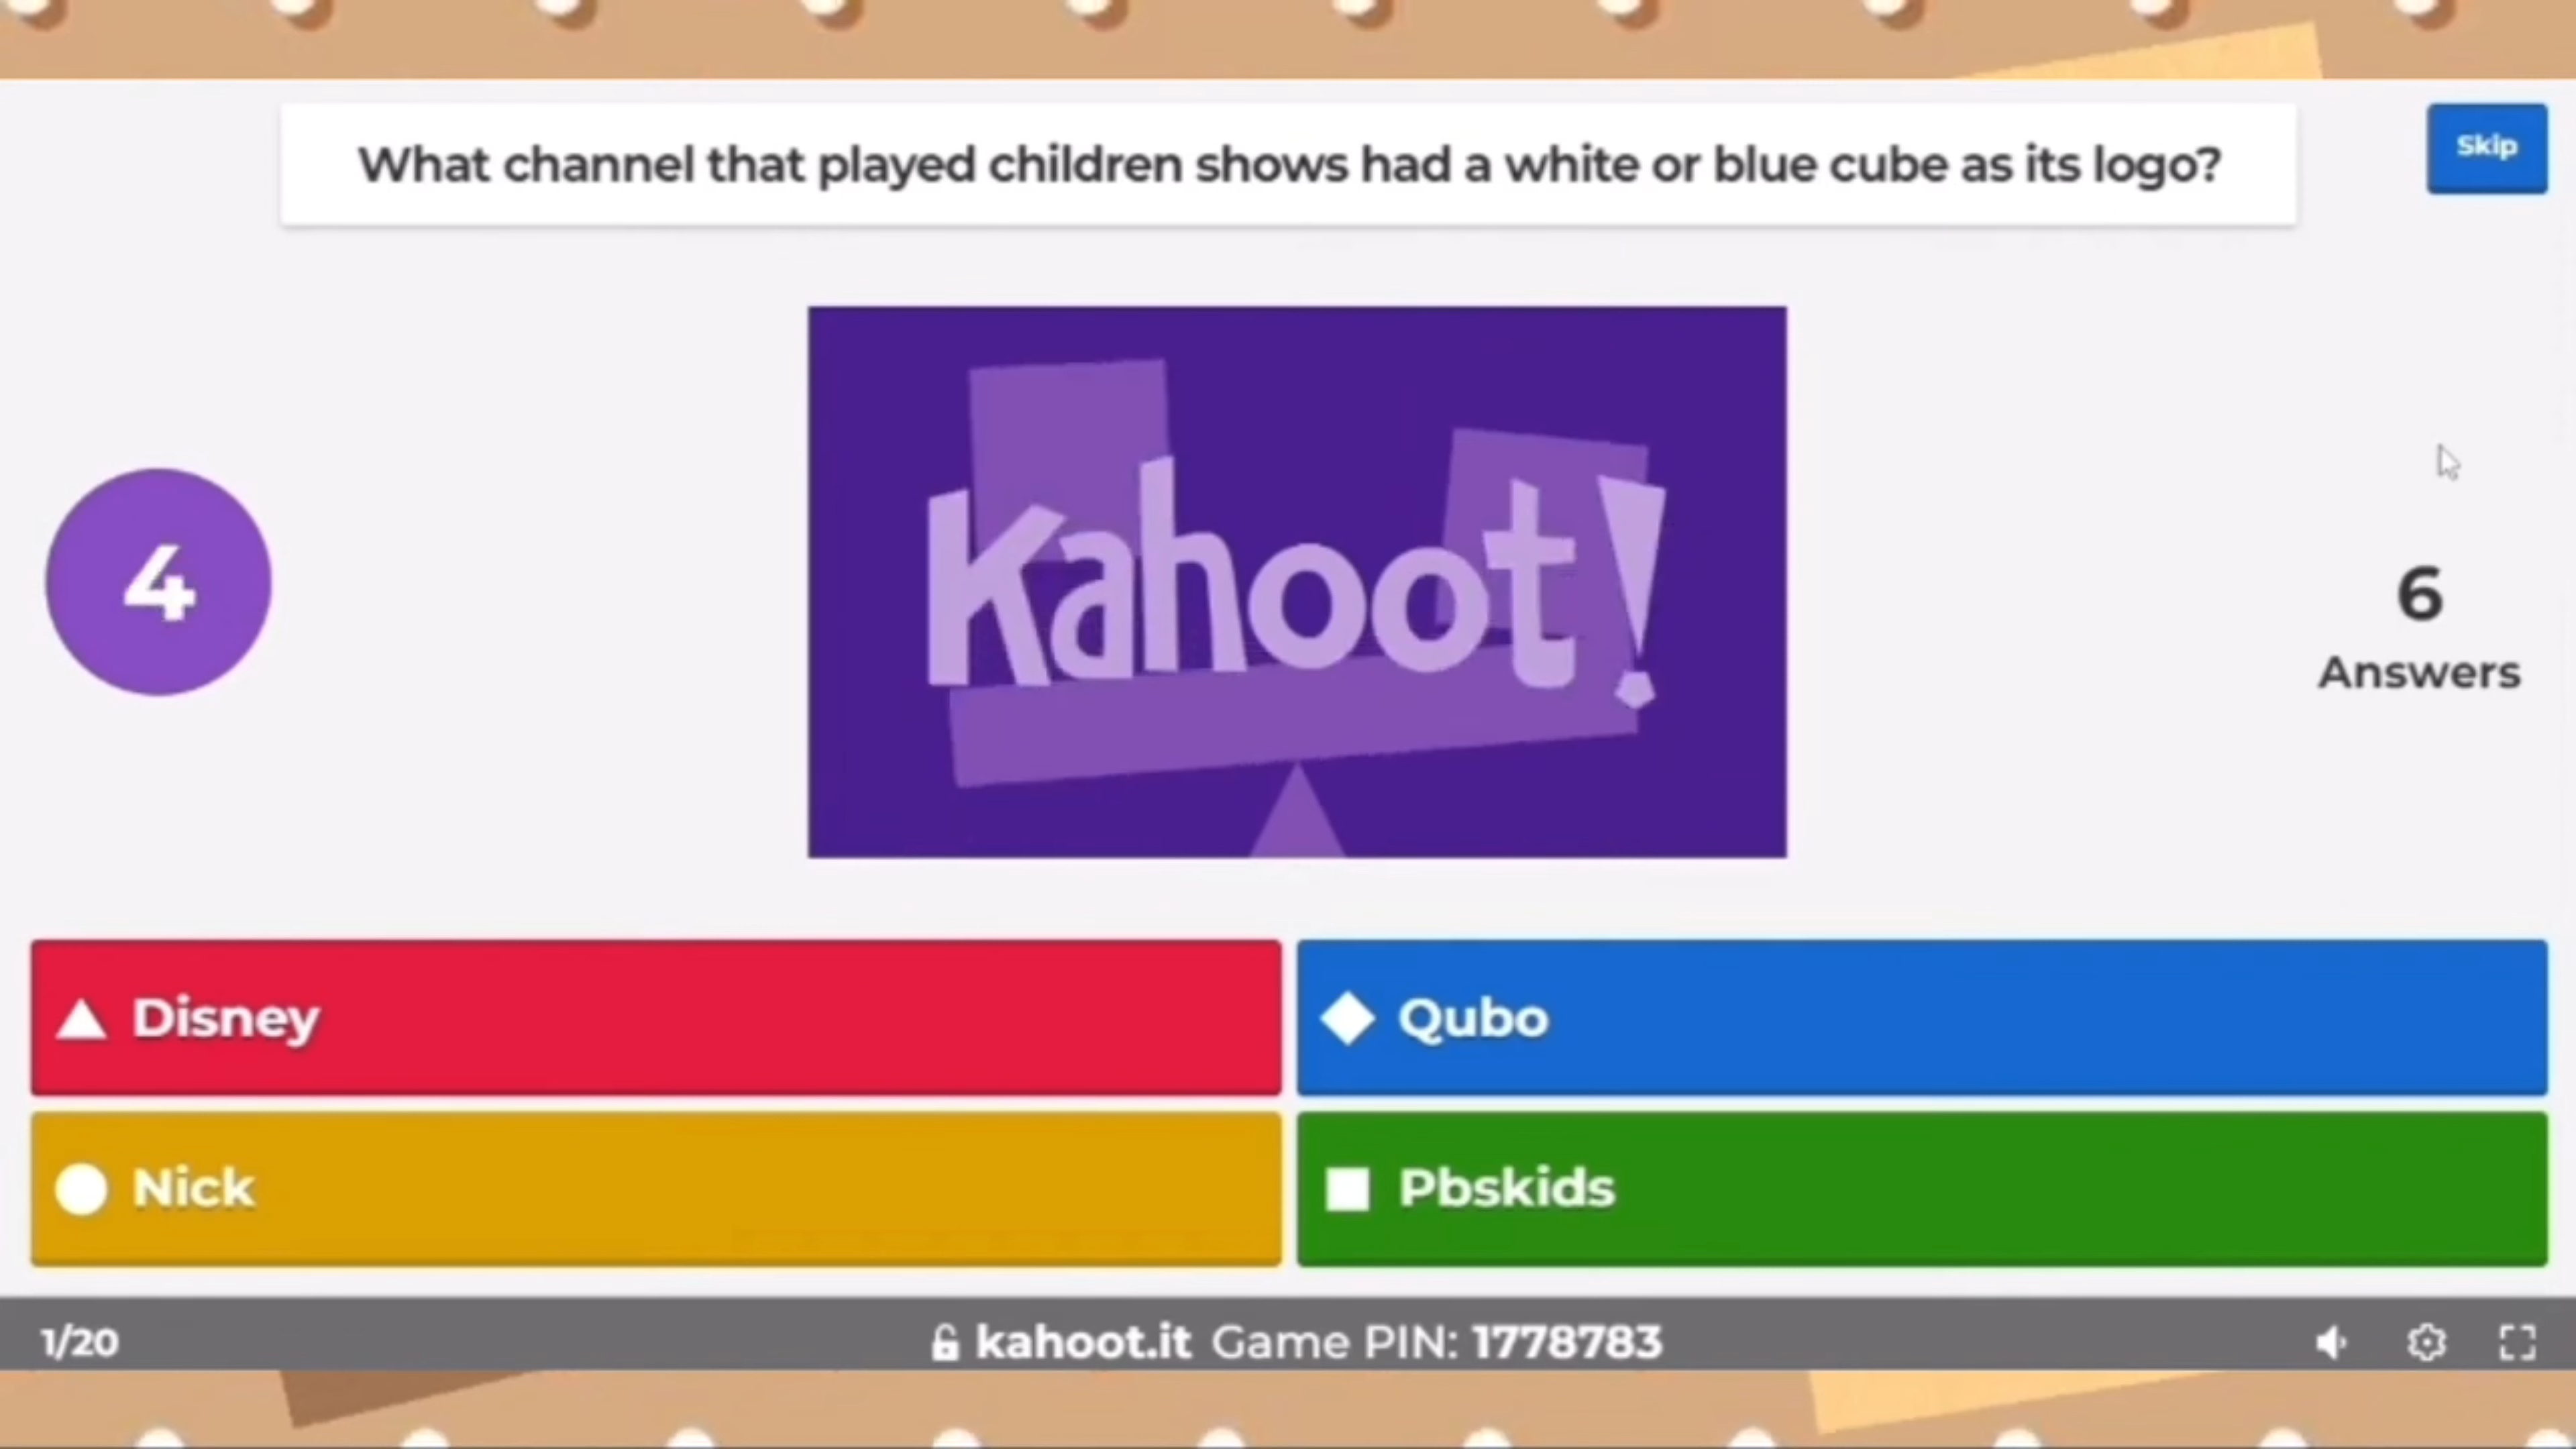 What channel that played children shows had a white or blue cube as its logo?
Skip
Kahoot!
4
6
Answers
Disney
Qubo
Nick
Pbskids
1/20
kahoot.it Game PIN: 1778783